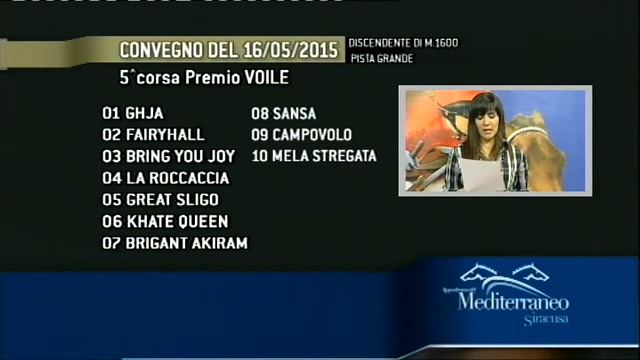 CONVEGNO DEL 16/05/2015
DISCENDENTE DI M.1600
PISTA GRANDE
5^corsa Premio VOILE
01 GHJA
02 FAIRYHALL
03 BRING YOU JOY
04 LA ROCCACCIA
05 GREAT SLIGO
06 KHATE QUEEN
07 BRIGANT AKIRAM
08 SANSA
09 CAMPOVOLO
10 MELA STREGATA
Mediterraneo
Siracusa